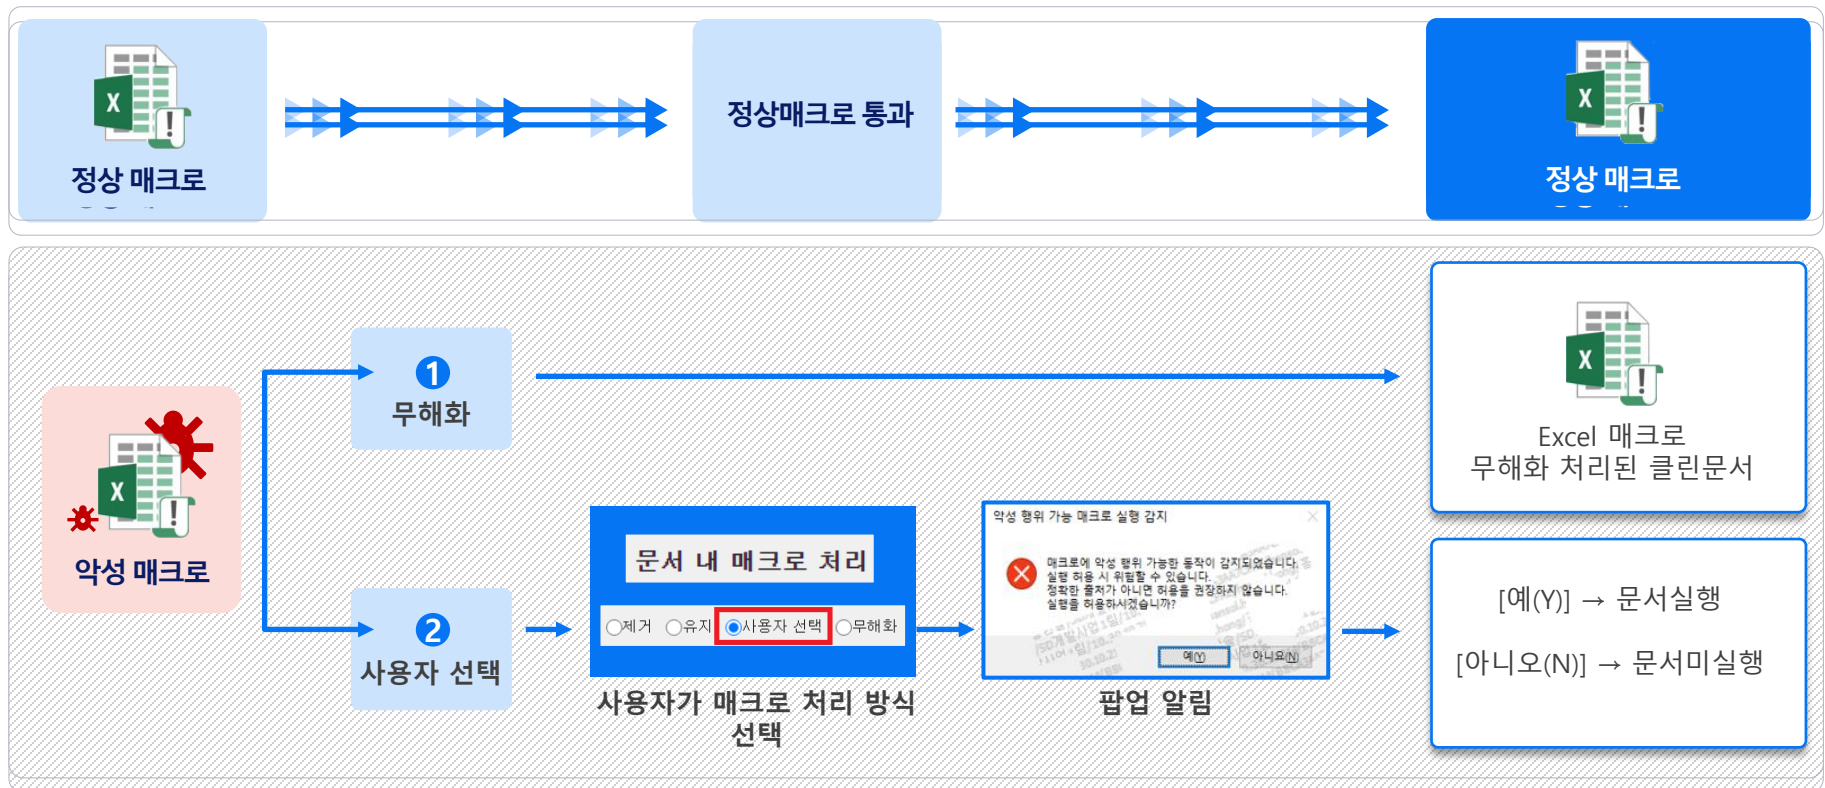 정상 매크로
정상매크로 통과
정상 매크로
1
무해화
Excel 매크로
무해화 처리된 클린문서
악성 매크로
2
사용자 선택
문서 내 매크로 처리
제거 유지 사용자 선택 무해화
사용자가 매크로 처리 방식
선택
악성 행위 가능 매크로 실행 감지
매크로에 악성 행위 가능한 동작이 감지되었습니다.
실행 허용 시 위험할 수 있습니다.
정확한 출처가 아니면 허용을 권장하지 않습니다.
실행을 허용하시겠습니까?
예(Y) 아니요(N)
팝업 알림
[예(Y)] → 문서실행
[아니오(N)] → 문서미실행